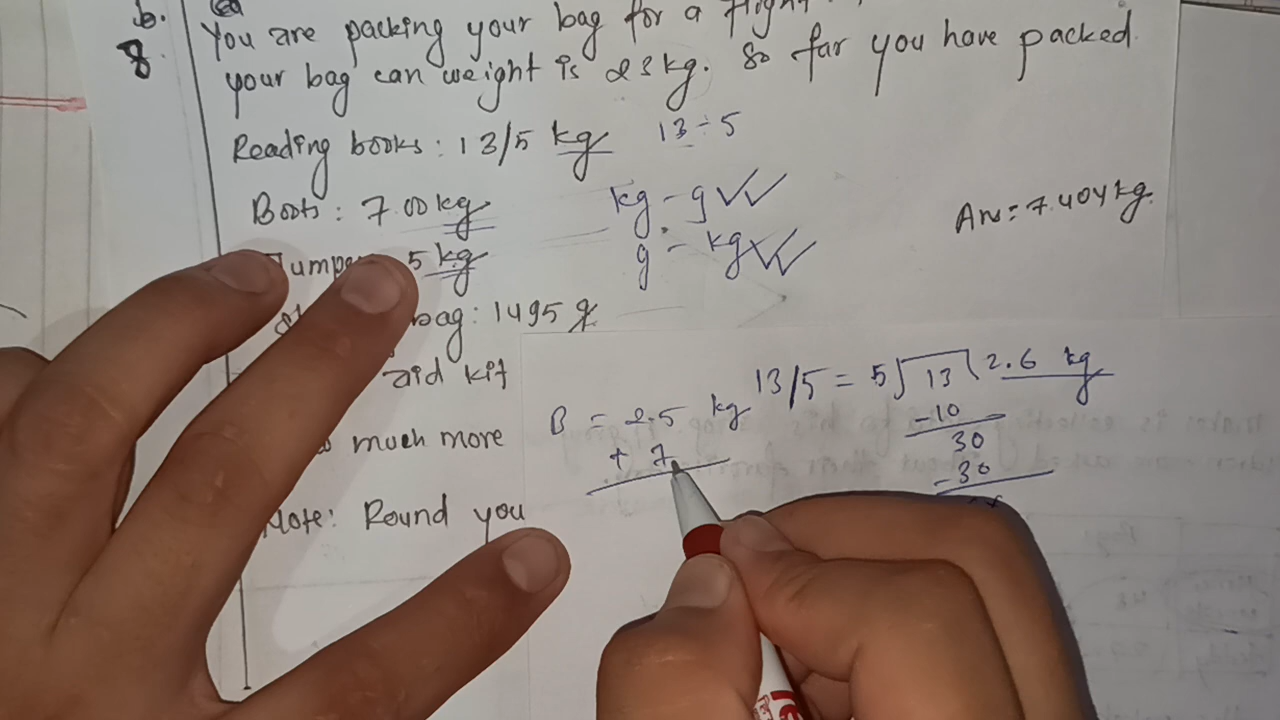 b.
8. You are packing your bag for a flight
your bag can weight is 23 kg. So far you have packed
Reading books: 13/5 kg 13÷5
Boots: 7.00 kg kg - g
g - kg
Ans = 7.404 kg.
5 kg
bag: 1495 g
aid kit
much more
Note: Round you
13/5 = 5 13 2.6 kg
-10
30
-30
B = 2.5 kg
+ 7